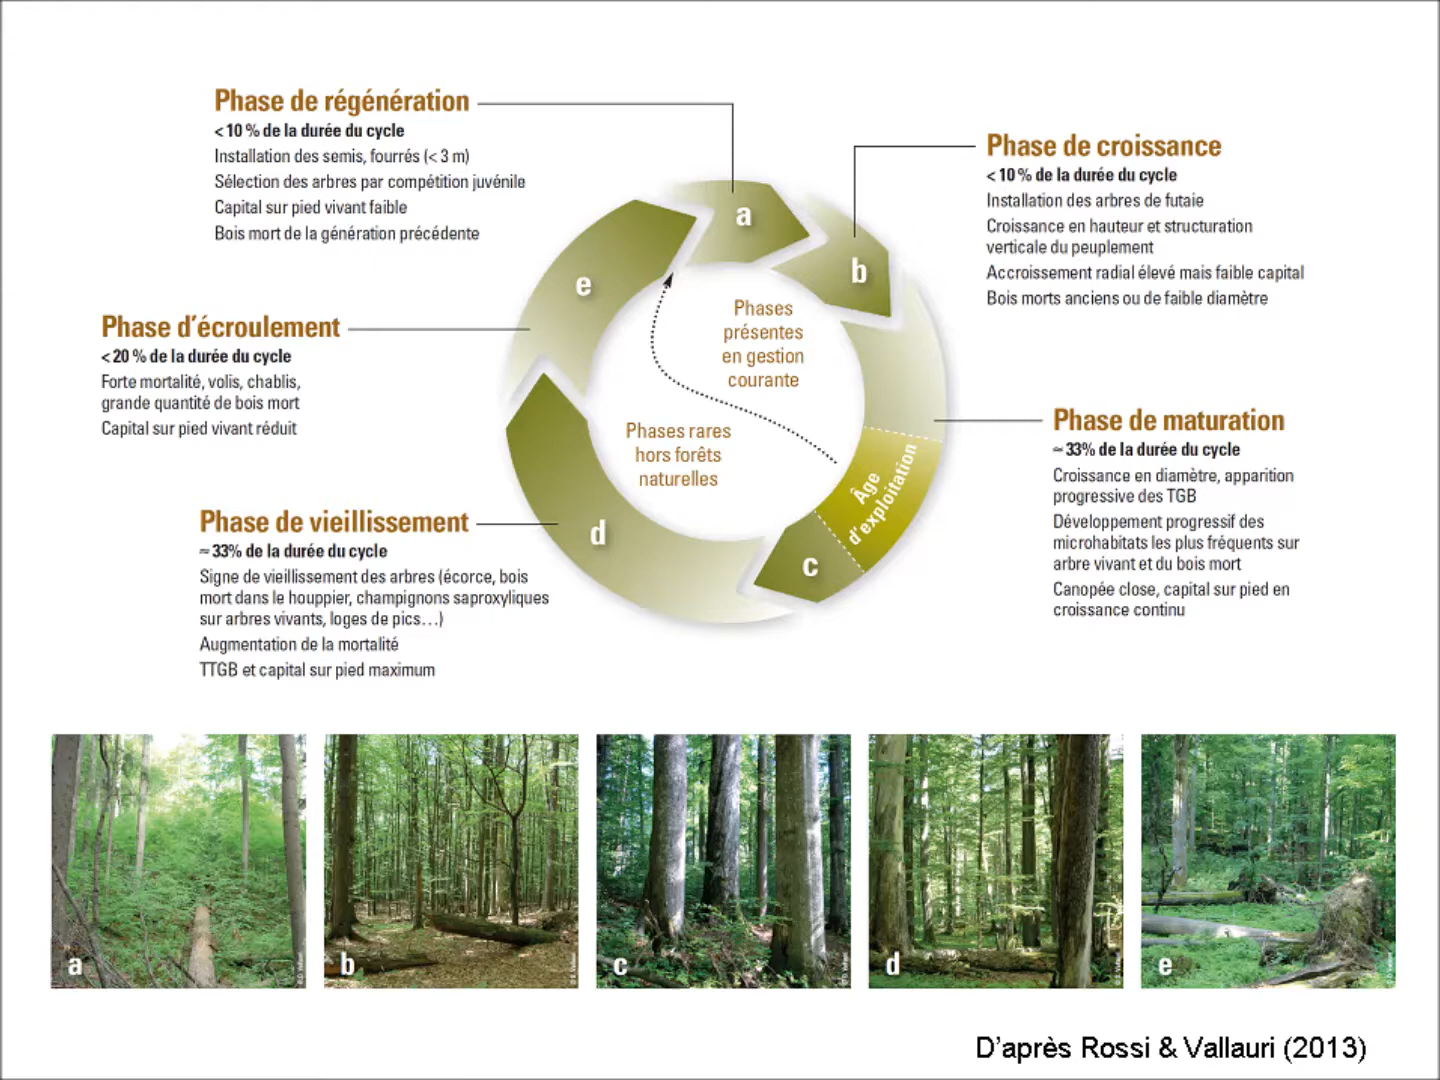 Phase de régénération
< 10 % de la durée du cycle
Installation des semis, fourrés (< 3 m)
Sélection des arbres par compétition juvénile
Capital sur pied vivant faible
Bois mort de la génération précédente
Phase de croissance
< 10 % de la durée du cycle
Installation des arbres de futaie
Croissance en hauteur et structuration
verticale du peuplement
Accroissement radial élevé mais faible capital
Bois morts anciens ou de faible diamètre
a
b
e
Phases
présentes
en gestion
courante
Phase d'écroulement
< 20 % de la durée du cycle
Forte mortalité, volis, chablis,
grande quantité de bois mort
Capital sur pied vivant réduit
Phases rares
hors forêts
naturelles
Phase de maturation
≃ 33% de la durée du cycle
Croissance en diamètre, apparition
progressive des TGB
Développement progressif des
microhabitats les plus fréquents sur
arbre vivant et du bois mort
Canopée close, capital sur pied en
croissance continu
Âge
d'exploitation
c
d
Phase de vieillissement
≃ 33% de la durée du cycle
Signe de vieillissement des arbres (écorce, bois
mort dans le houppier, champignons saproxyliques
sur arbres vivants, loges de pics…)
Augmentation de la mortalité
TTGB et capital sur pied maximum
a
b
c
d
e
D'après Rossi & Vallauri (2013)